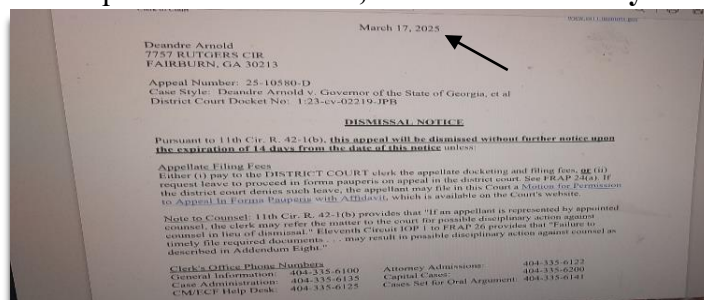 March 17, 2025
www.ca11.uscourts.gov
Deandre Arnold
7757 RUTGERS CIR
FAIRBURN, GA 30213
Appeal Number: 25-10580-D
Case Style: Deandre Arnold v. Governor of the State of Georgia, et al
District Court Docket No: 1:23-cv-02219-JPB
DISMISSAL NOTICE
Pursuant to 11th Cir. R. 42-1(b), this appeal will be dismissed without further notice upon
the expiration of 14 days from the date of this notice unless:
Appellate Filing Fees
Either (i) pay to the DISTRICT COURT clerk the appellate docketing and filing fees, or (ii)
request leave to proceed in forma pauperis on appeal in the district court. See FRAP 24(a). If
the district court denies such leave, the appellant may file in this Court a Motion for Permission
to Appeal In Forma Pauperis with Affidavit, which is available on the Court's website.
Note to Counsel: 11th Cir. R. 42-1(b) provides that "If an appellant is represented by appointed
counsel, the clerk may refer the matter to the court for possible disciplinary action against
counsel in lieu of dismissal." Eleventh Circuit IOP 1 to FRAP 26 provides that "Failure to
timely file required documents . . . may result in possible disciplinary action against counsel as
described in Addendum Eight."
Clerk's Office Phone Numbers
General Information: 404-335-6100 Attorney Admissions: 404-335-6122
Case Administration: 404-335-6135 Capital Cases: 404-335-6200
CM/ECF Help Desk: 404-335-6125 Cases Set for Oral Argument: 404-335-6141